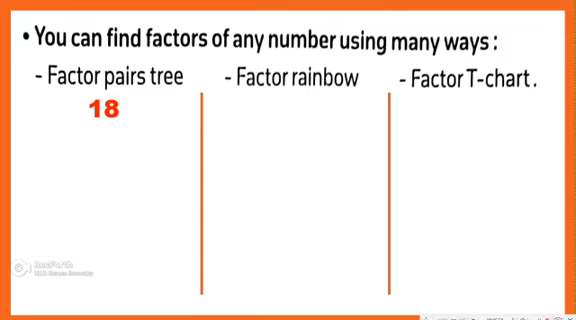 • You can find factors of any number using many ways :
- Factor pairs tree
- Factor rainbow
- Factor T-chart .
18